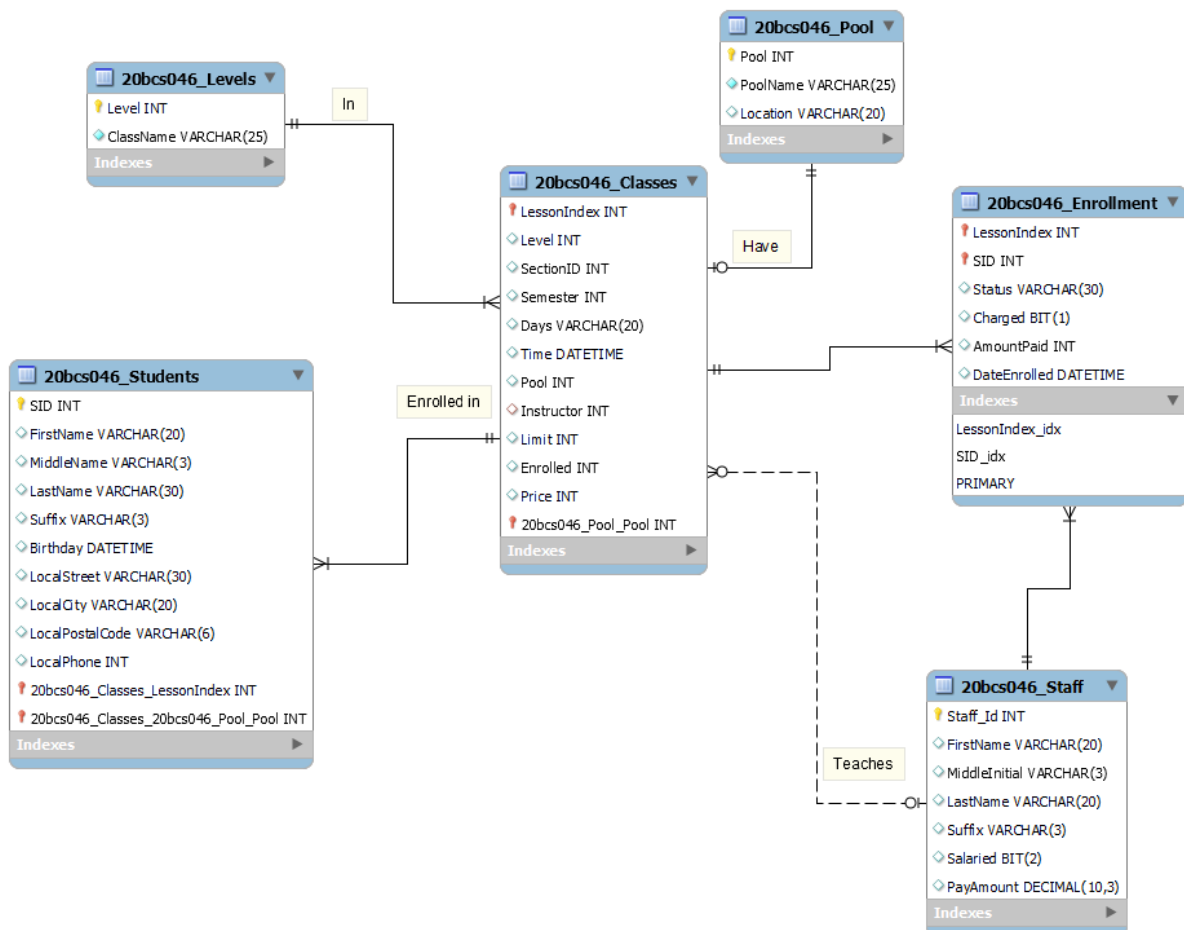 20bcs046_Levels
Level INT
ClassName VARCHAR(25)
Indexes
In
20bcs046_Pool
Pool INT
PoolName VARCHAR(25)
Location VARCHAR(20)
Indexes
Have
20bcs046_Classes
LessonIndex INT
Level INT
SectionID INT
Semester INT
Days VARCHAR(20)
Time DATETIME
Pool INT
Instructor INT
Limit INT
Enrolled INT
Price INT
20bcs046_Pool_Pool INT
Indexes
20bcs046_Enrollment
LessonIndex INT
SID INT
Status VARCHAR(30)
Charged BIT(1)
AmountPaid INT
DateEnrolled DATETIME
Indexes
LessonIndex_idx
SID_idx
PRIMARY
Enrolled in
20bcs046_Students
SID INT
FirstName VARCHAR(20)
MiddleName VARCHAR(3)
LastName VARCHAR(30)
Suffix VARCHAR(3)
Birthday DATETIME
LocalStreet VARCHAR(30)
LocalCity VARCHAR(20)
LocalPostalCode VARCHAR(6)
LocalPhone INT
20bcs046_Classes_LessonIndex INT
20bcs046_Classes_20bcs046_Pool_Pool INT
Indexes
Teaches
20bcs046_Staff
Staff_Id INT
FirstName VARCHAR(20)
MiddleInitial VARCHAR(3)
LastName VARCHAR(20)
Suffix VARCHAR(3)
Salaried BIT(2)
PayAmount DECIMAL(10,3)
Indexes